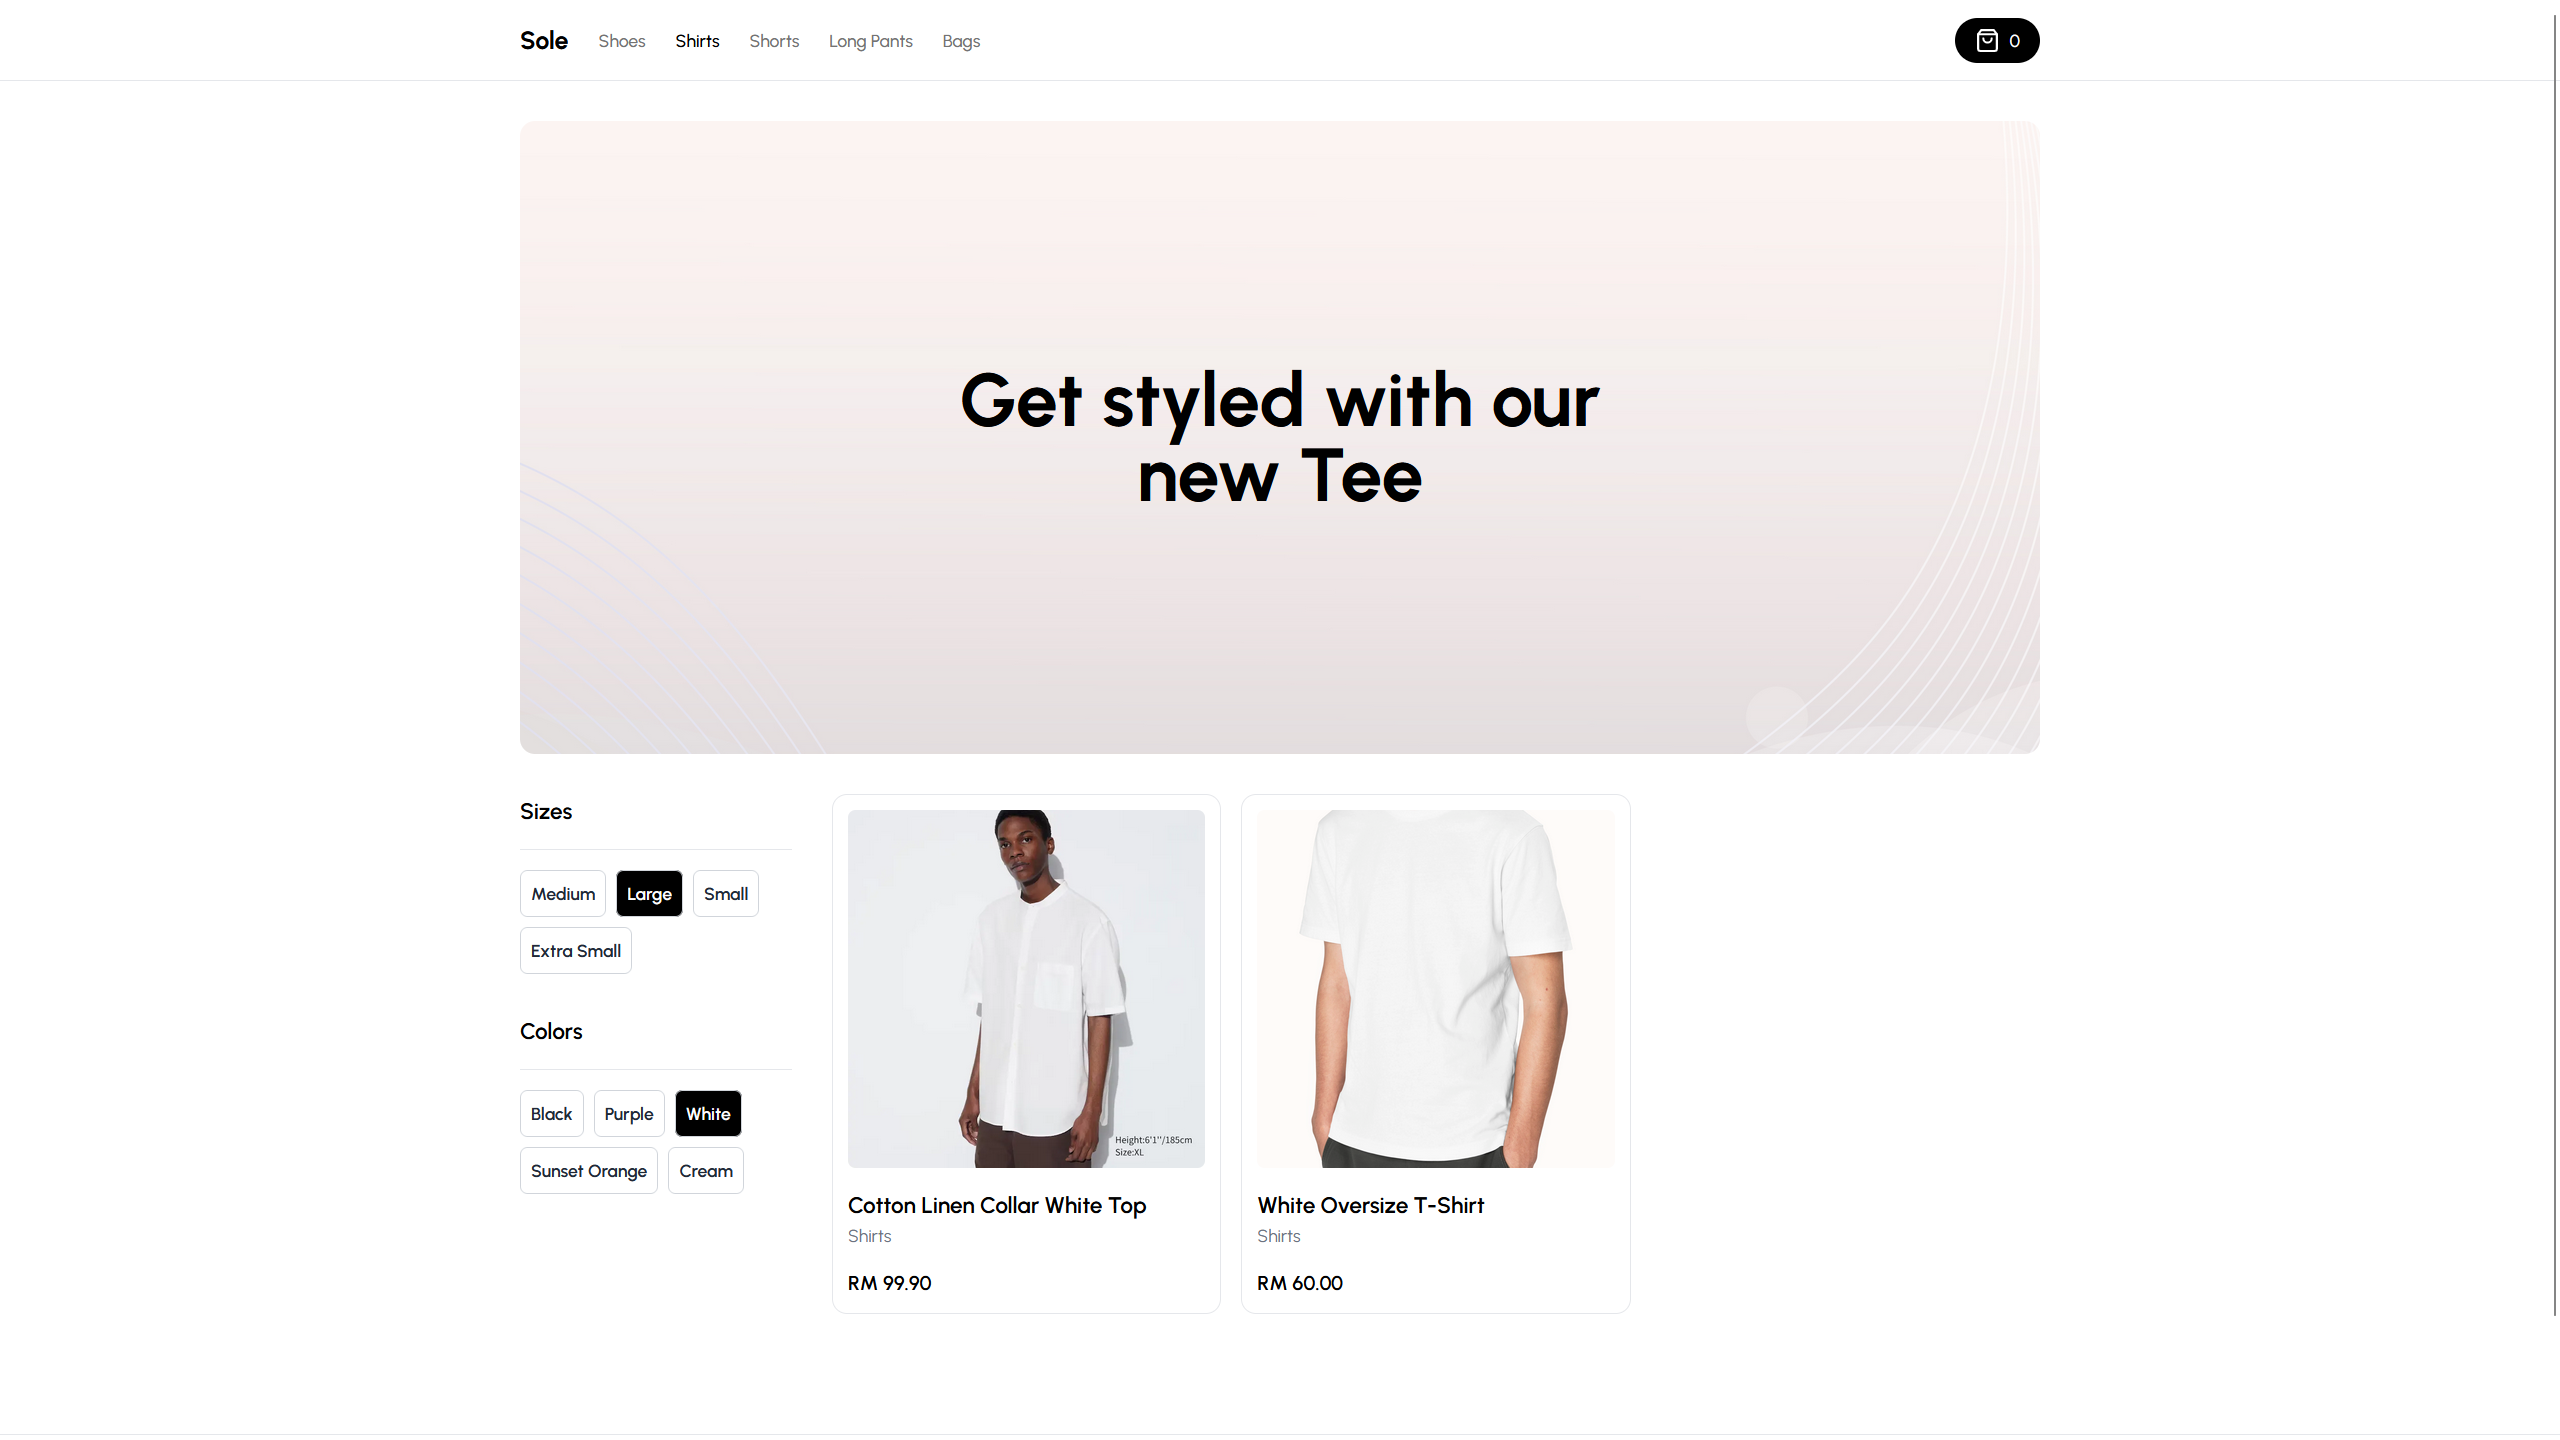 Sole
Shoes
Shirts
Shorts
Long Pants
Bags
0
Get styled with our
new Tee
Sizes
Medium
Large
Small
Extra Small
Colors
Black
Purple
White
Sunset Orange
Cream
Height:6'1''/185cm
Size:XL
Cotton Linen Collar White Top
Shirts
RM 99.90
White Oversize T-Shirt
Shirts
RM 60.00